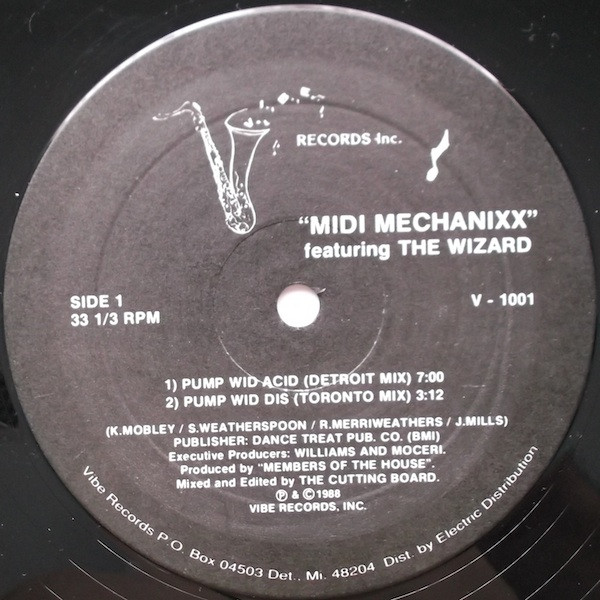 RECORDS Inc.
"MIDI MECHANIXX"
featuring THE WIZARD
SIDE 1
33 1/3 RPM
V - 1001
1) PUMP WID ACID (DETROIT MIX) 7:00
2) PUMP WID DIS (TORONTO MIX) 3:12
(K.MOBLEY / S.WEATHERSPOON / R.MERRIWEATHERS / J.MILLS)
PUBLISHER: DANCE TREAT PUB. CO. (BMI)
Executive Producers: WILLIAMS AND MOCERI.
Produced by "MEMBERS OF THE HOUSE".
Mixed and Edited by THE CUTTING BOARD.
℗ & © 1988
VIBE RECORDS, INC.
Vibe Records P.O. Box 04503 Det., Mi. 48204 Dist. by Electric Distribution